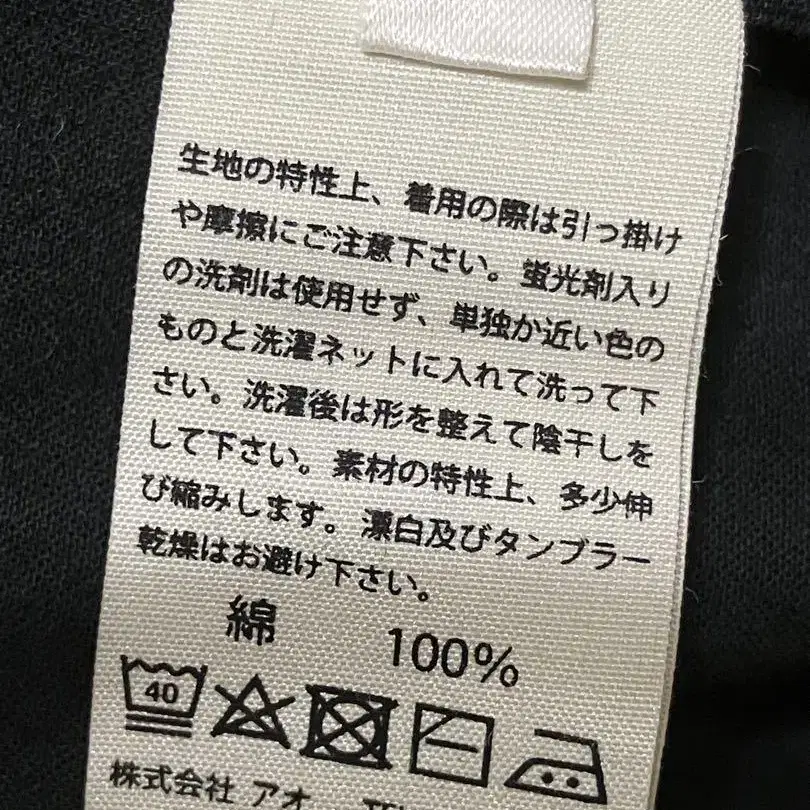 生地の特性上、着用の際は引っ掛け
や摩擦にご注意下さい。蛍光剤入り
の洗剤は使用せず、単独か近い色の
ものと洗濯ネットに入れて洗って下
さい。洗濯後は形を整えて陰干しを
して下さい。素材の特性上、多少伸
び縮みします。漂白及びタンブラー
乾燥はお避け下さい。
綿 100%
40
株式会社 アオ